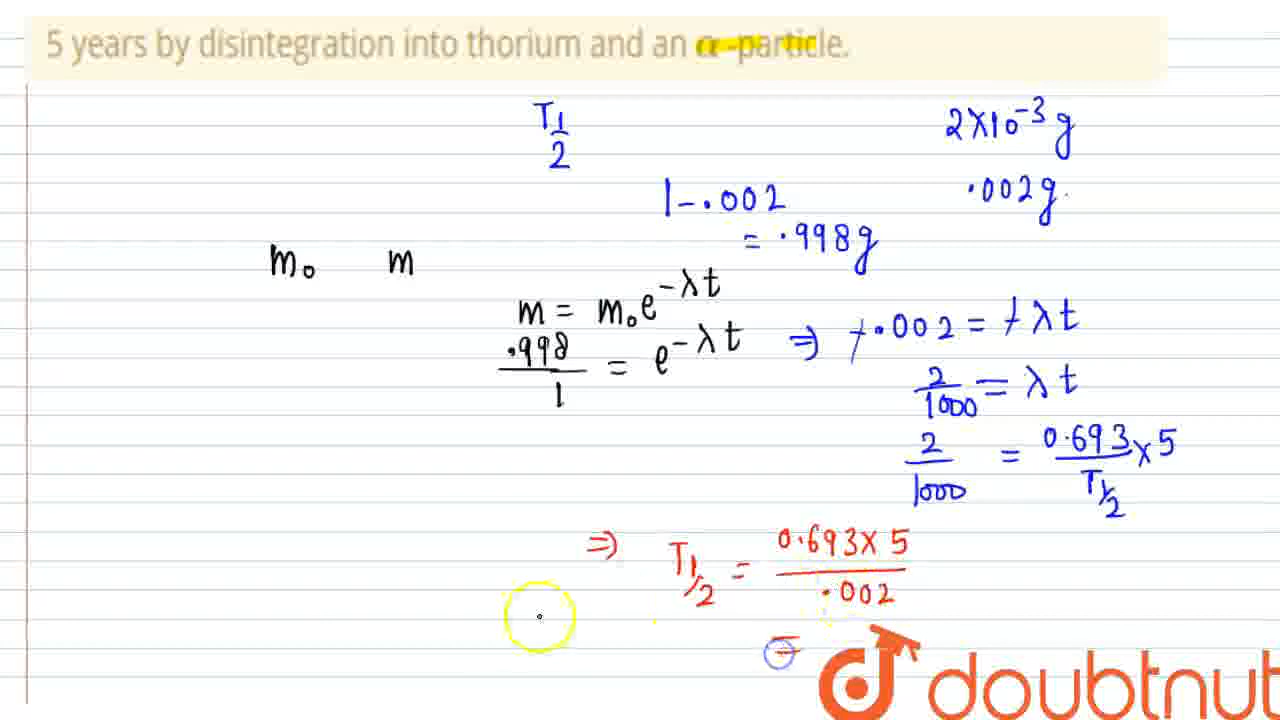 5 years by disintegration into thorium and an α-particle.
T1/2
2×10⁻³ g
.002g.
1-.002
= .998g
m₀ m
m = m₀e^-λt
.998/1 = e^-λt
⇒ +.002 = +λt
2/1000 = λt
2/1000 = 0.693/T1/2 × 5
⇒ T1/2 = 0.693×5/.002
=
doubtnut